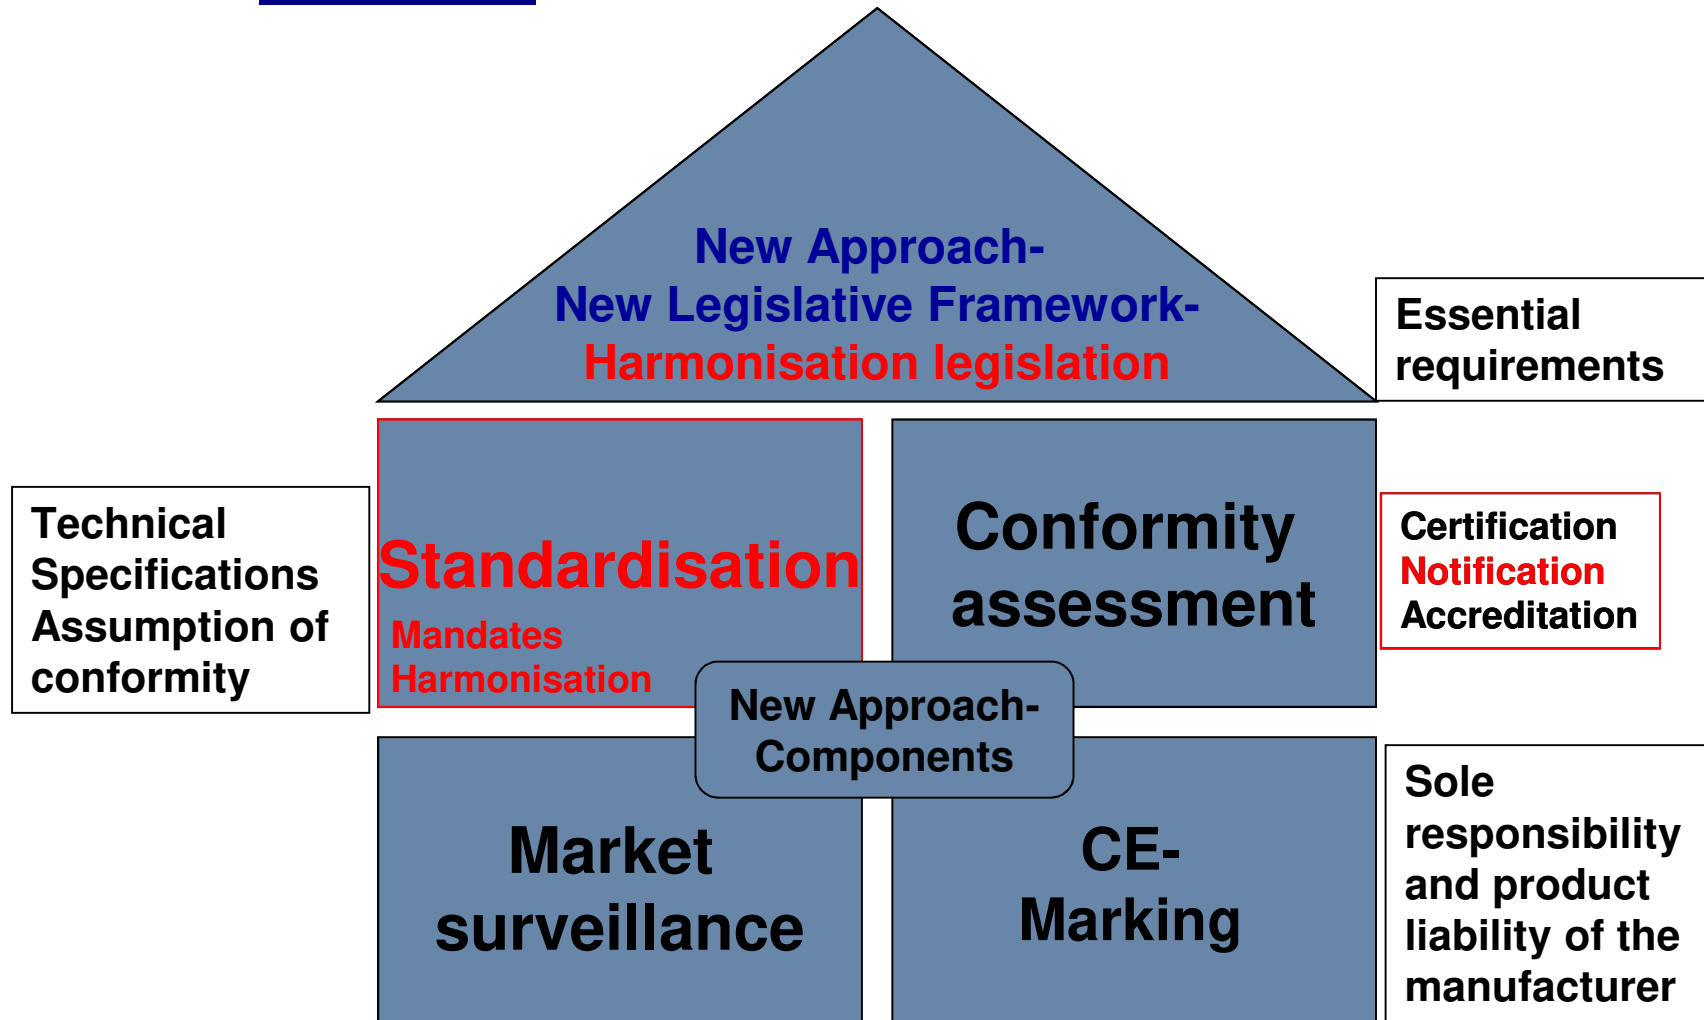 New Approach-
New Legislative Framework-
Harmonisation legislation
Essential
requirements
Technical
Specifications
Assumption of
conformity
Standardisation
Mandates
Harmonisation
Conformity
assessment
Certification
Notification
Accreditation
New Approach-
Components
Market
surveillance
CE-
Marking
Sole
responsibility
and product
liability of the
manufacturer